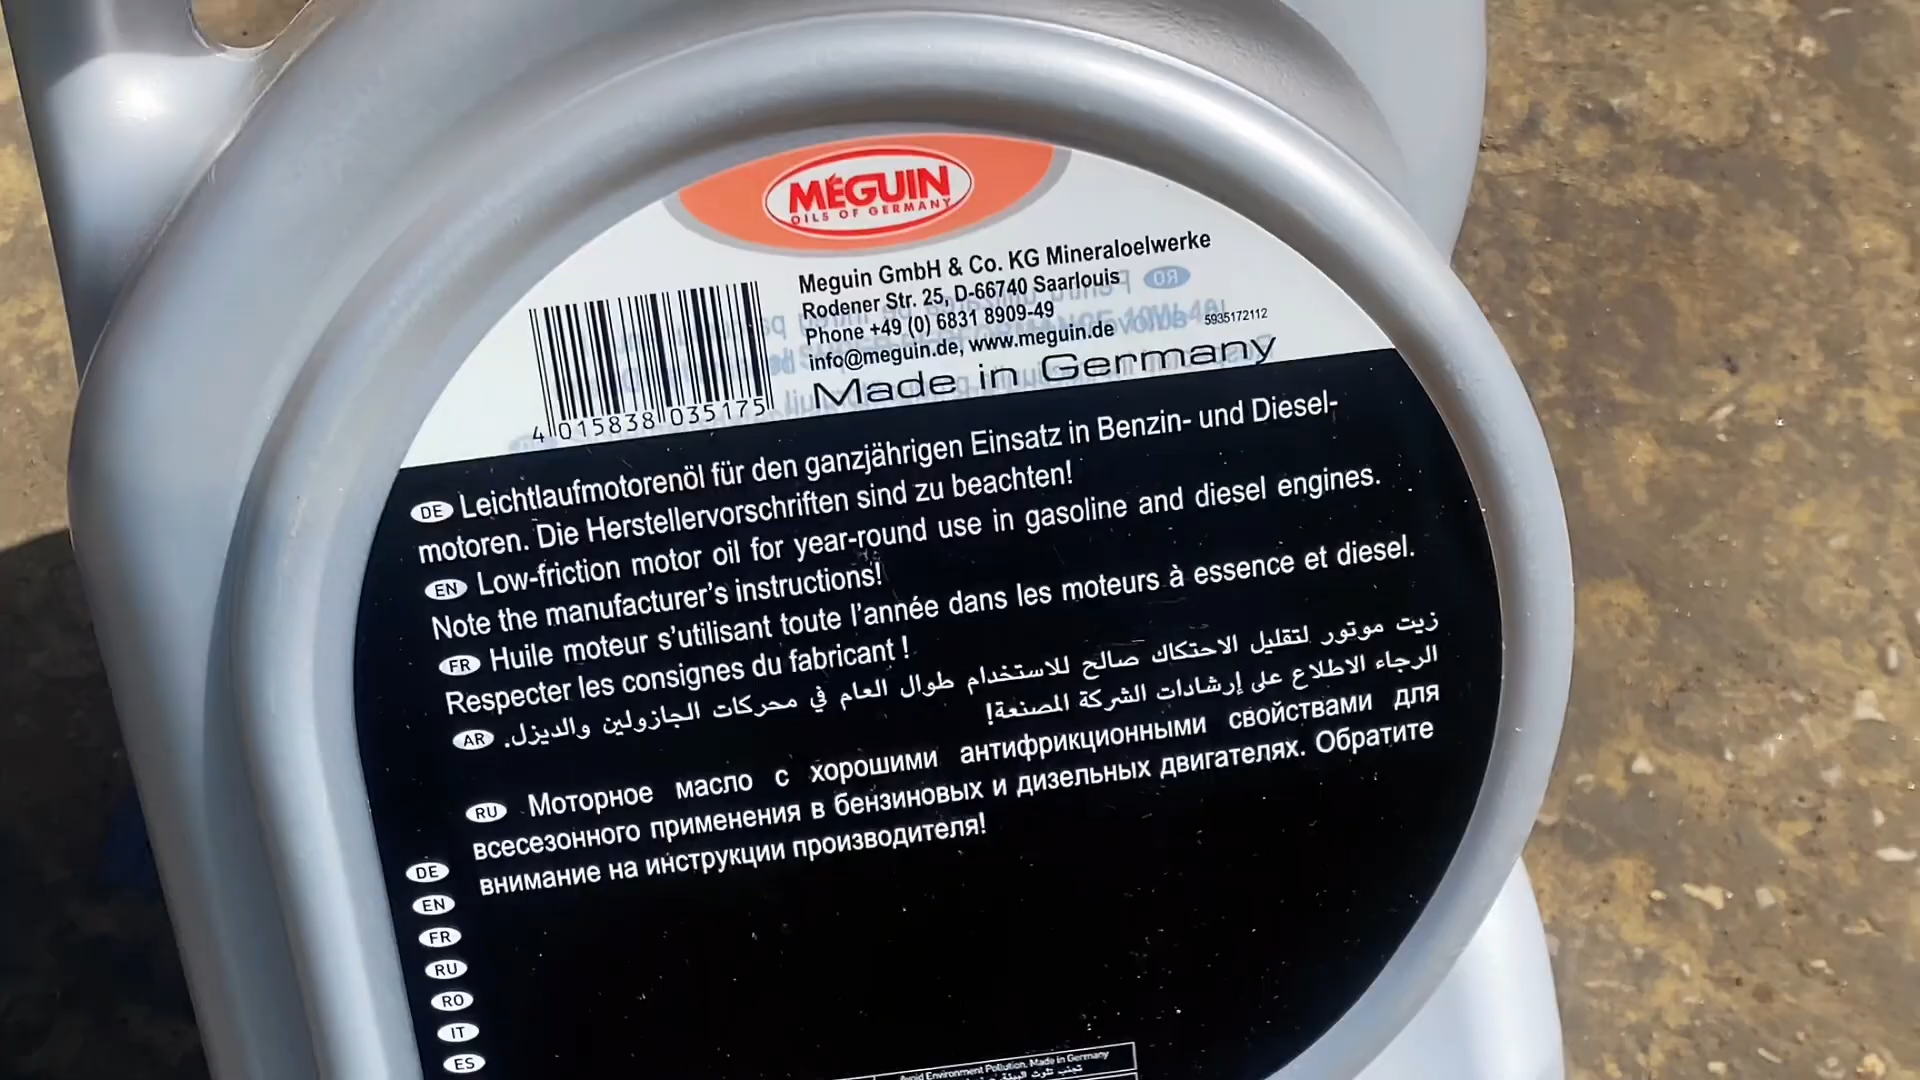 MÉGUIN
OILS OF GERMANY
Meguin GmbH & Co. KG Mineraloelwerke
Rodener Str. 25, D-66740 Saarlouis
Phone +49 (0) 6831 8909-49
info@meguin.de, www.meguin.de
5935172112
Made in Germany
4 015838 035175
DE Leichtlaufmotorenöl für den ganzjährigen Einsatz in Benzin- und Diesel-
motoren. Die Herstellervorschriften sind zu beachten!
EN Low-friction motor oil for year-round use in gasoline and diesel engines.
Note the manufacturer's instructions!
FR Huile moteur s'utilisant toute l'année dans les moteurs à essence et diesel.
Respecter les consignes du fabricant !
زيت موتور لتقليل الاحتكاك صالح للاستخدام طوال العام في محركات الجازولين والديزل. AR
الرجاء الاطلاع على إرشادات الشركة المصنعة!
RU Моторное масло с хорошими антифрикционными свойствами для
всесезонного применения в бензиновых и дизельных двигателях. Обратите
внимание на инструкции производителя!
DE
EN
FR
RU
RO
IT
ES
Avoid Environment Pollution, Made in Germany